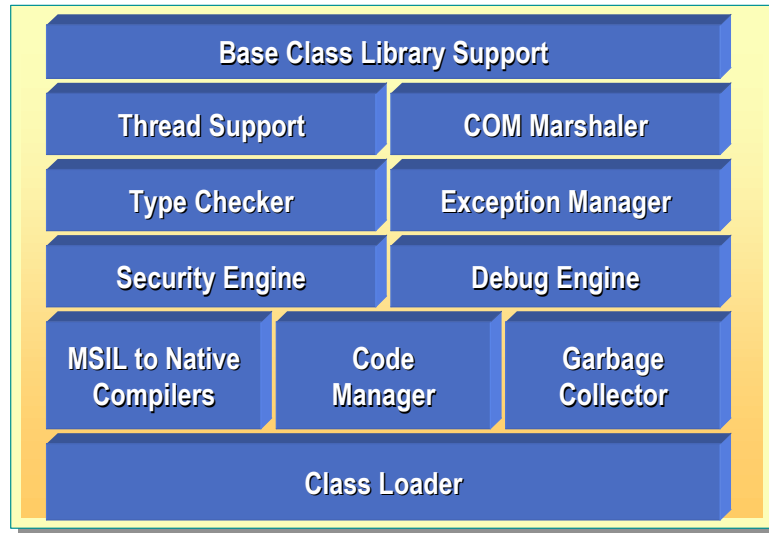 Base Class Library Support
Thread Support
COM Marshaler
Type Checker
Exception Manager
Security Engine
Debug Engine
MSIL to Native
Compilers
Code
Manager
Garbage
Collector
Class Loader